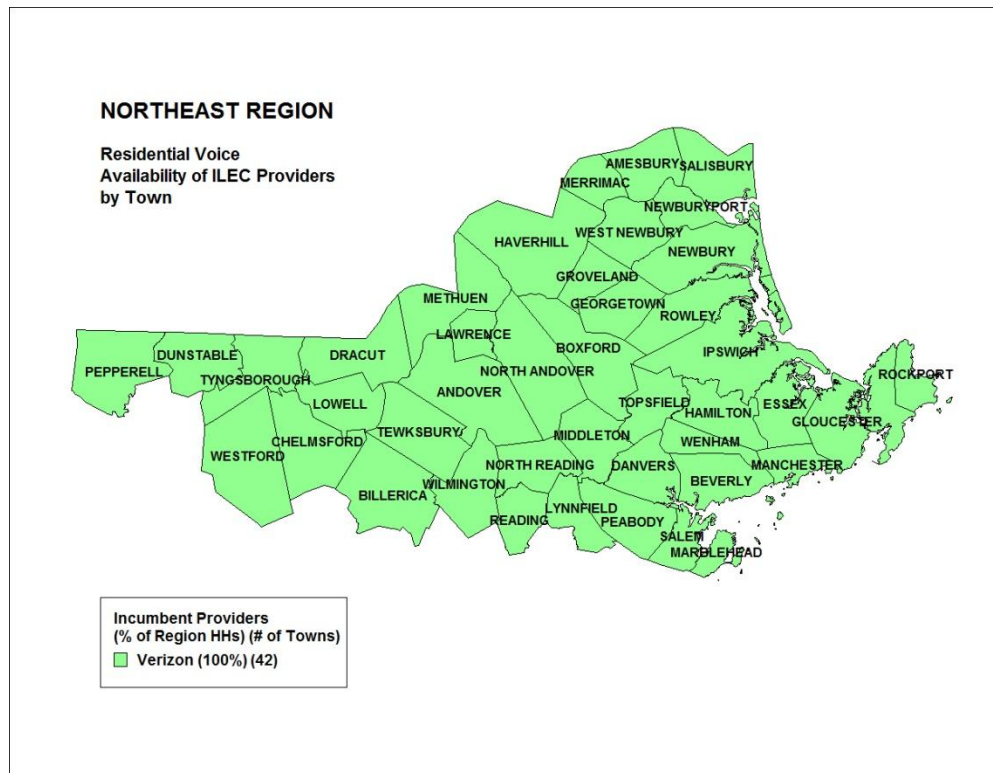 NORTHEAST REGION
Residential Voice
Availability of ILEC Providers
by Town
AMESBURY
SALISBURY
MERRIMAC
NEWBURYPORT
WEST NEWBURY
HAVERHILL
NEWBURY
GROVELAND
METHUEN
GEORGETOWN
ROWLEY
LAWRENCE
BOXFORD
IPSWICH
DUNSTABLE
DRACUT
PEPPERELL
NORTH ANDOVER
ROCKPORT
TYNGSBOROUGH
ANDOVER
TOPSFIELD
ESSEX
LOWELL
HAMILTON
GLOUCESTER
TEWKSBURY
MIDDLETON
WENHAM
CHELMSFORD
WESTFORD
NORTH READING
DANVERS
MANCHESTER
BEVERLY
WILMINGTON
BILLERICA
LYNNFIELD
READING
PEABODY
SALEM
MARBLEHEAD
Incumbent Providers
(% of Region HHs) (# of Towns)
Verizon (100%) (42)